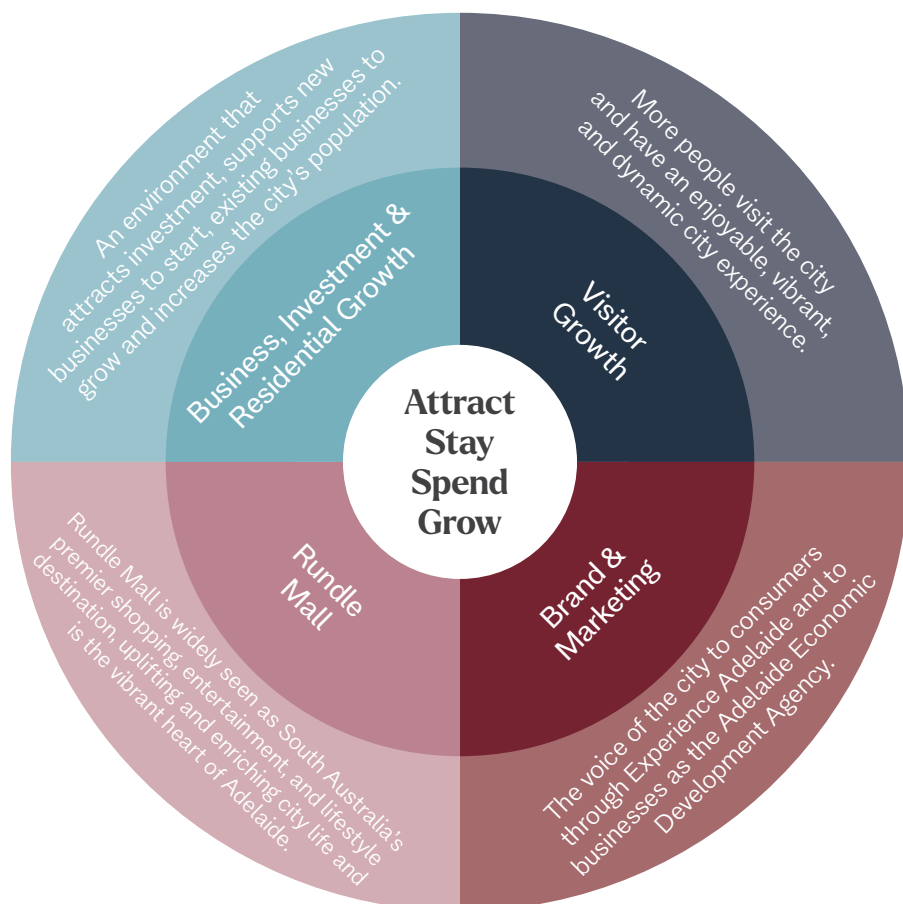 An environment that
attracts investment, supports new
businesses to start, existing businesses to
grow and increases the city's population.
Business, Investment &
Residential Growth
More people visit the city
and have an enjoyable, vibrant,
and dynamic city experience.
Visitor
Growth
Attract
Stay
Spend
Grow
Rundle
Mall
Rundle Mall is widely seen as South Australia's
premier shopping, entertainment, and lifestyle
destination, uplifting and enriching city life and
is the vibrant heart of Adelaide.
Brand &
Marketing
The voice of the city to consumers
through Experience Adelaide and to
businesses as the Adelaide Economic
Development Agency.